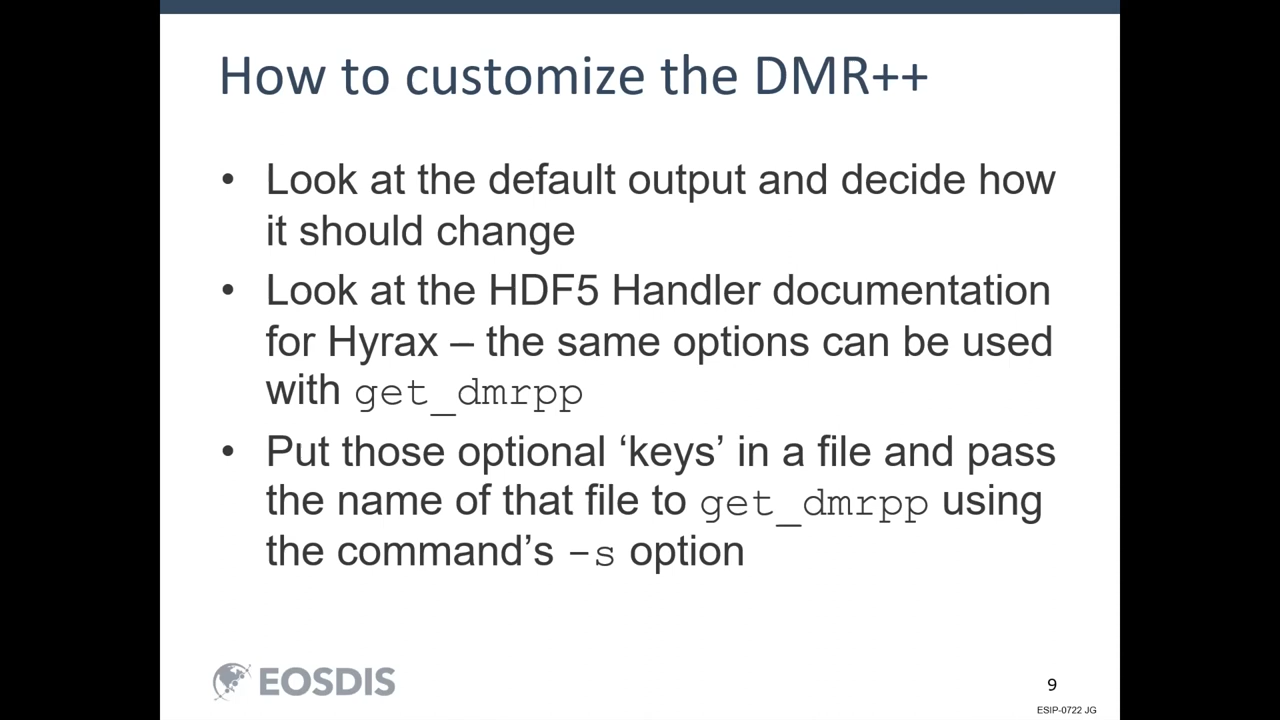 How to customize the DMR++
• Look at the default output and decide how
it should change
• Look at the HDF5 Handler documentation
for Hyrax – the same options can be used
with get_dmrpp
• Put those optional ‘keys’ in a file and pass
the name of that file to get_dmrpp using
the command’s –s option
EOSDIS
9
ESIP-0722 JG